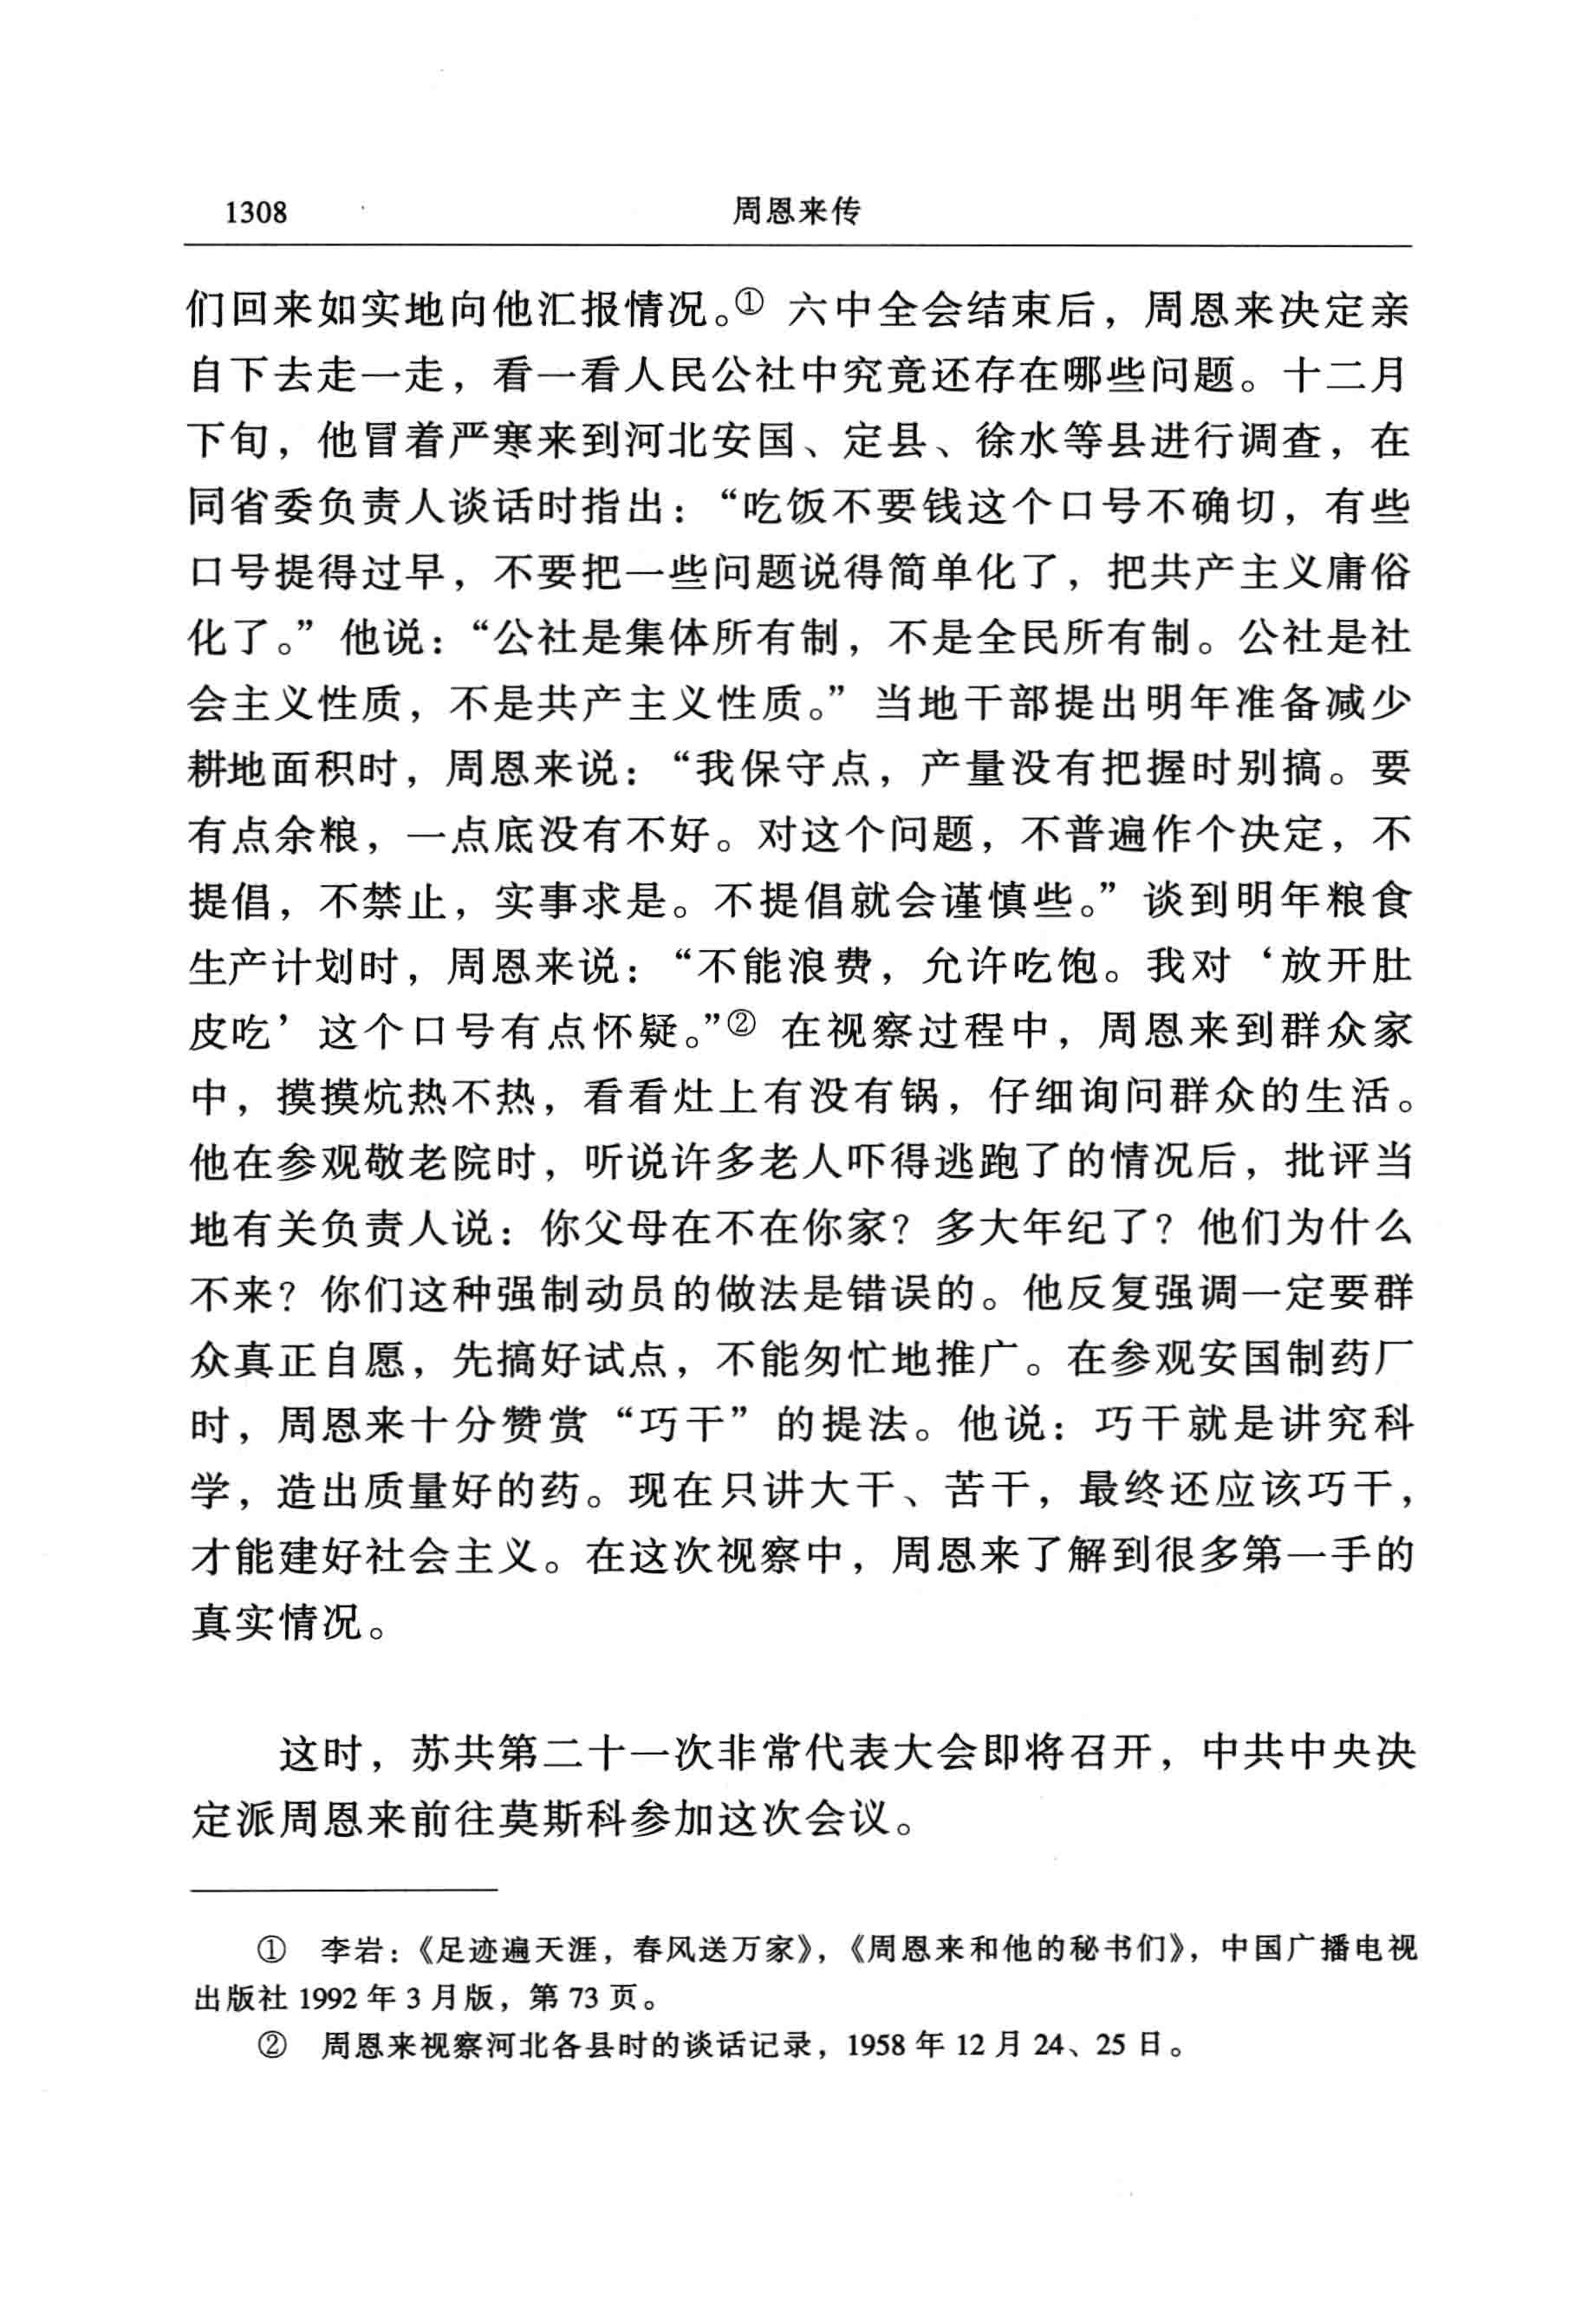 1308
周恩来传
们回来如实地向他汇报情况。① 六中全会结束后，周恩来决定亲
自下去走一走，看一看人民公社中究竟还存在哪些问题。十二月
下旬，他冒着严寒来到河北安国、定县、徐水等县进行调查，在
同省委负责人谈话时指出：“吃饭不要钱这个口号不确切，有些
口号提得过早，不要把一些问题说得简单化了，把共产主义庸俗
化了。”他说：“公社是集体所有制，不是全民所有制。公社是社
会主义性质，不是共产主义性质。”当地干部提出明年准备减少
耕地面积时，周恩来说：“我保守点，产量没有把握时别搞。要
有点余粮，一点底没有不好。对这个问题，不普遍作个决定，不
提倡，不禁止，实事求是。不提倡就会谨慎些。”谈到明年粮食
生产计划时，周恩来说：“不能浪费，允许吃饱。我对‘放开肚
皮吃’这个口号有点怀疑。”② 在视察过程中，周恩来到群众家
中，摸摸炕热不热，看看灶上有没有锅，仔细询问群众的生活。
他在参观敬老院时，听说许多老人吓得逃跑了的情况后，批评当
地有关负责人说：你父母在不在你家？多大年纪了？他们为什么
不来？你们这种强制动员的做法是错误的。他反复强调一定要群
众真正自愿，先搞好试点，不能匆忙地推广。在参观安国制药厂
时，周恩来十分赞赏“巧干”的提法。他说：巧干就是讲究科
学，造出质量好的药。现在只讲大干、苦干，最终还应该巧干，
才能建好社会主义。在这次视察中，周恩来了解到很多第一手的
真实情况。
这时，苏共第二十一次非常代表大会即将召开，中共中央决
定派周恩来前往莫斯科参加这次会议。
① 李岩：《足迹遍天涯，春风送万家》，《周恩来和他的秘书们》，中国广播电视
出版社 1992 年 3 月版，第 73 页。
② 周恩来视察河北各县时的谈话记录，1958 年 12 月 24、25 日。